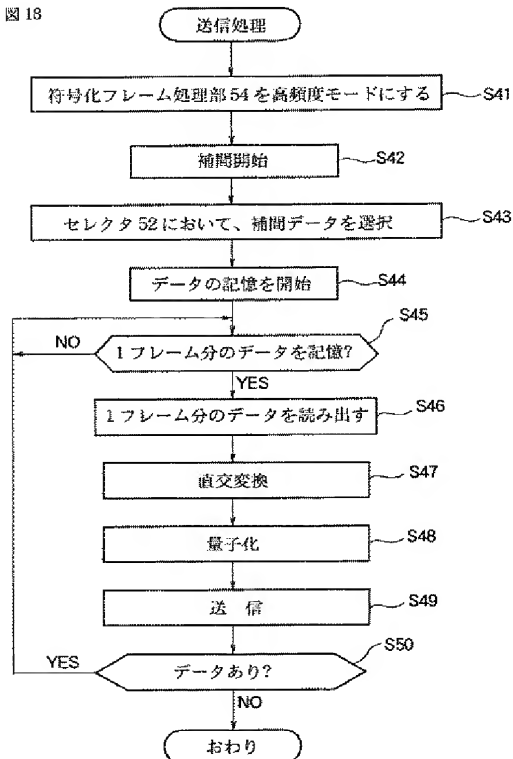 図 18
送信処理
符号化フレーム処理部54を高頻度モードにする
S41
補間開始
S42
セレクタ52において、補間データを選択
S43
データの記憶を開始
S44
1フレーム分のデータを記憶?
S45
NO
YES
1フレーム分のデータを読み出す
S46
直交変換
S47
量子化
S48
送 信
S49
データあり?
S50
YES
NO
おわり